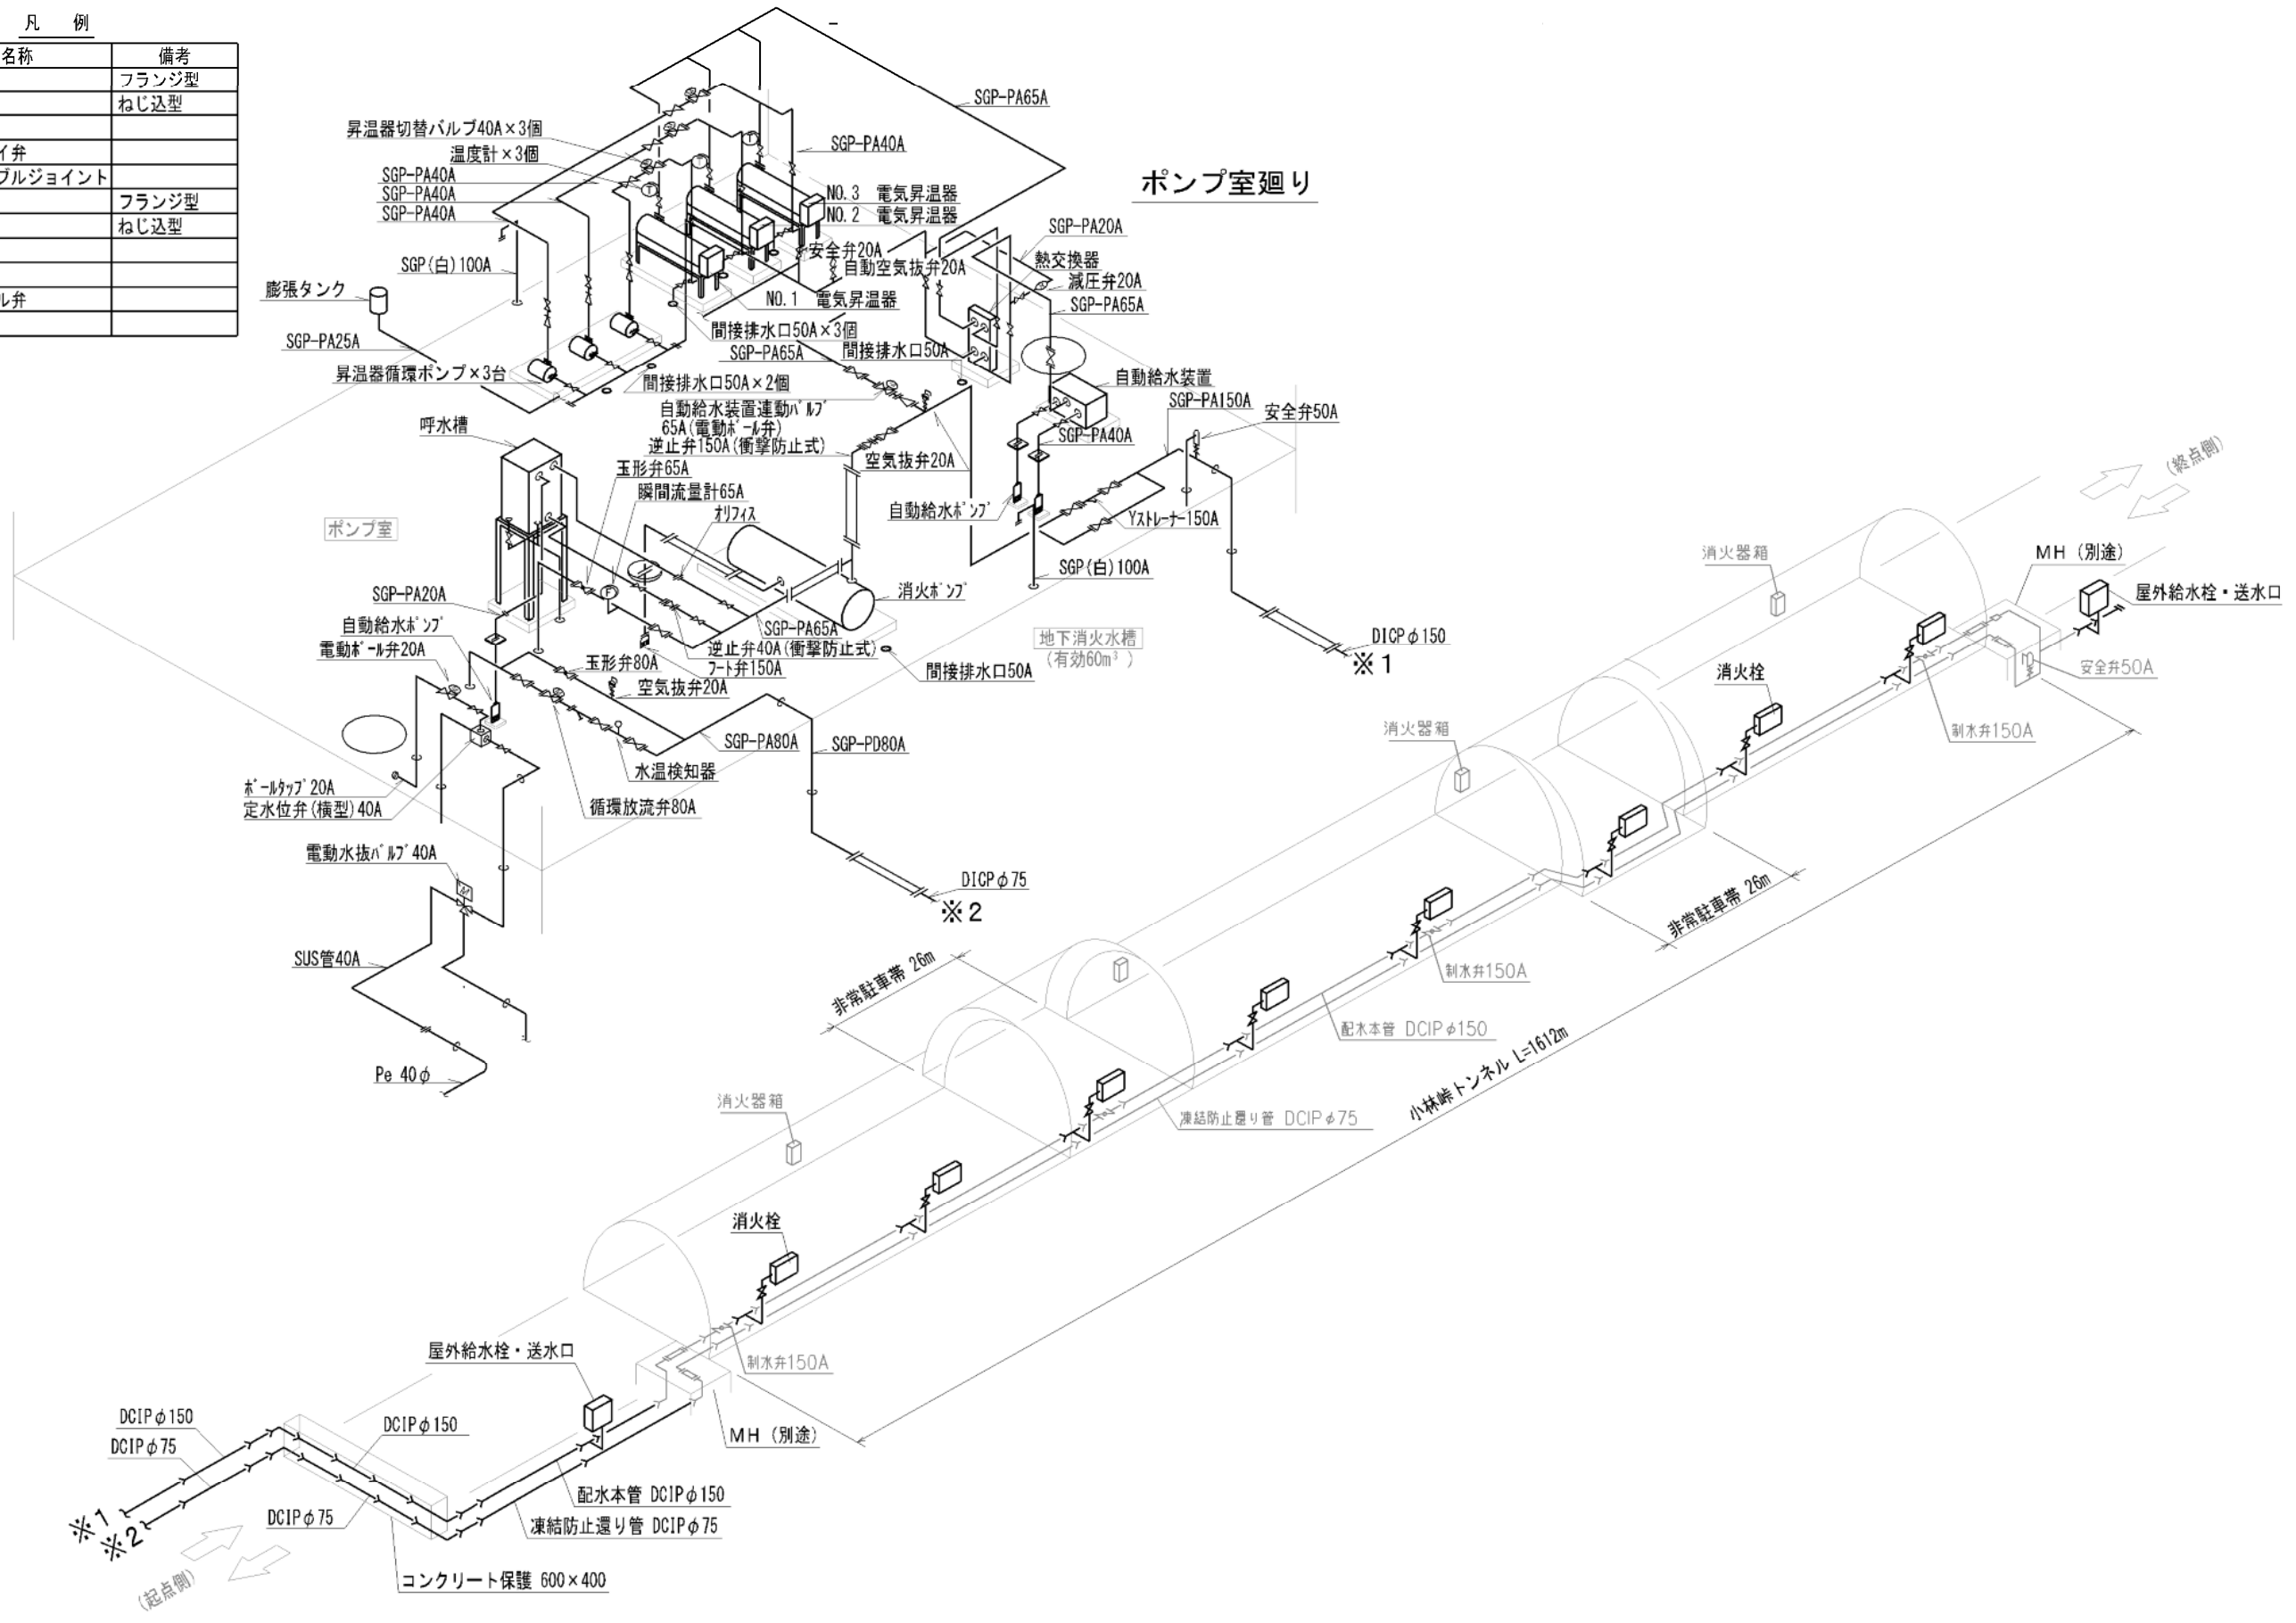 凡 例
名称 備考
フランジ型
ねじ込型
イ弁
ブルジョイント
フランジ型
ねじ込型
ル弁
ポンプ室廻り
SGP-PA65A
昇温器切替バルブ40A×3個
温度計×3個
SGP-PA40A
SGP-PA40A
SGP-PA40A
SGP-PA40A
NO.3 電気昇温器
NO.2 電気昇温器
SGP(白)100A
安全弁20A
自動空気抜弁20A
NO.1 電気昇温器
SGP-PA20A
熱交換器
減圧弁20A
SGP-PA65A
膨張タンク
SGP-PA25A
昇温器循環ポンプ×3台
間接排水口50A×3個
SGP-PA65A
間接排水口50A
間接排水口50A×2個
自動給水装置
自動給水装置連動バルブ
65A(電動ボール弁)
逆止弁150A(衝撃防止式)
SGP-PA150A
安全弁50A
SGP-PA40A
呼水槽
空気抜弁20A
玉形弁65A
瞬間流量計65A
オリフィス
自動給水ポンプ
Yストレーナー150A
ポンプ室
SGP(白)100A
消火ポンプ
SGP-PA20A
自動給水ポンプ
電動ボール弁20A
SGP-PA65A
逆止弁40A(衝撃防止式)
フート弁150A
玉形弁80A
空気抜弁20A
地下消火水槽
(有効60m³)
間接排水口50A
DICPφ150
※1
SGP-PA80A
SGP-PD80A
水温検知器
循環放流弁80A
ボールタップ20A
定水位弁(横型)40A
電動水抜バルブ40A
DICPφ75
※2
SUS管40A
Pe 40φ
(終点側)
消火器箱
MH (別途)
屋外給水栓・送水口
安全弁50A
消火栓
制水弁150A
消火器箱
非常駐車帯 26m
制水弁150A
非常駐車帯 26m
配水本管 DCIPφ150
小林峠トンネル L=1612m
凍結防止還り管 DCIPφ75
消火器箱
消火栓
制水弁150A
屋外給水栓・送水口
MH (別途)
DCIPφ150
DCIPφ75
DCIPφ150
配水本管 DCIPφ150
DCIPφ75
凍結防止還り管 DCIPφ75
※1
※2
コンクリート保護 600×400
(起点側)